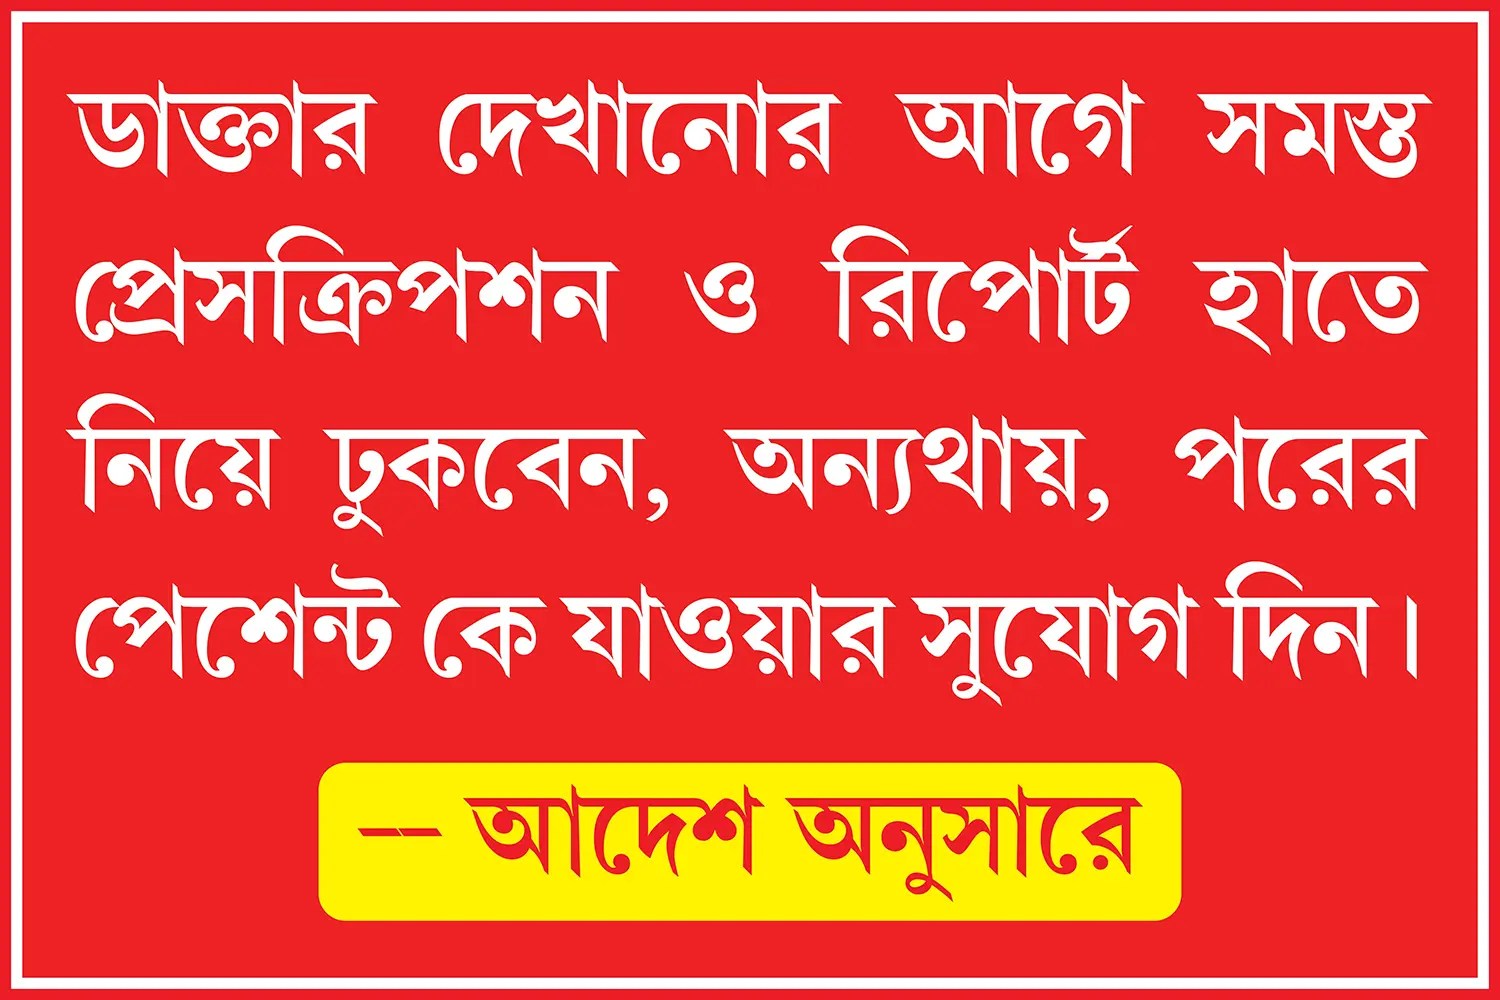 ডাক্তার দেখানোর আগে সমস্ত
প্রেসক্রিপশন ও রিপোর্ট হাতে
নিয়ে ঢুকবেন, অন্যথায়, পরের
পেশেন্ট কে যাওয়ার সুযোগ দিন।
— আদেশ অনুসারে